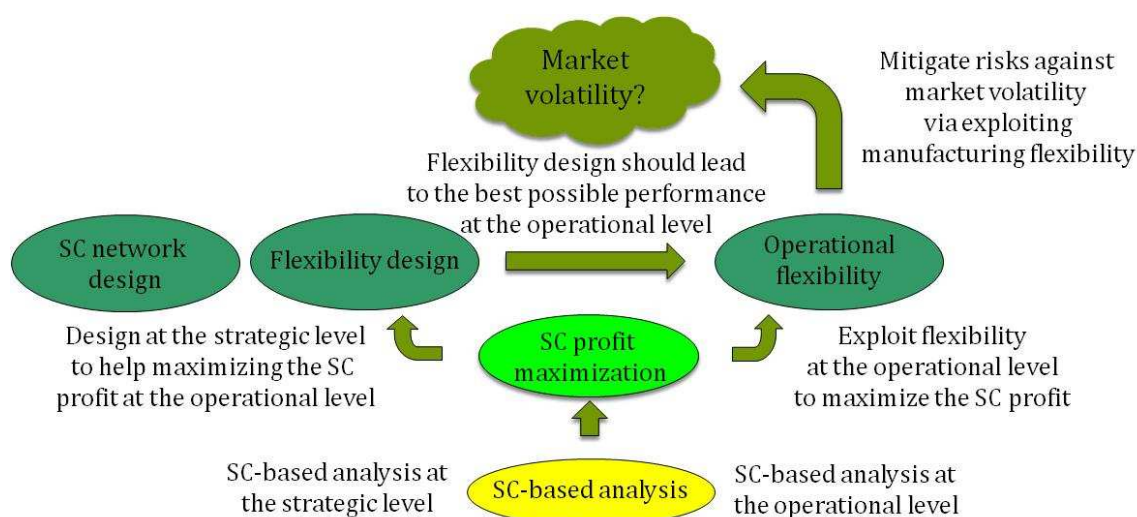 Market
volatility?
Mitigate risks against
market volatility
via exploiting
manufacturing flexibility
Flexibility design should lead
to the best possible performance
at the operational level
SC network
design
Flexibility design
Operational
flexibility
Design at the strategic level
to help maximizing the SC
profit at the operational level
SC profit
maximization
Exploit flexibility
at the operational level
to maximize the SC profit
SC-based analysis at
the strategic level
SC-based analysis
SC-based analysis at
the operational level